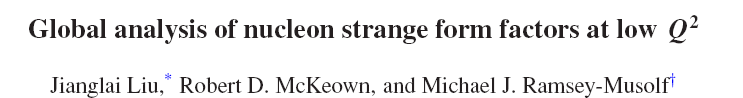 Global analysis of nucleon strange form factors at low Q²
Jianglai Liu,* Robert D. McKeown, and Michael J. Ramsey-Musolf†